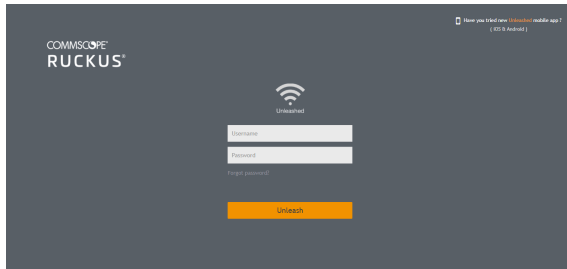 Have you tried new Unleashed mobile app ?
( iOS & Android )
COMMSCOPE®
RUCKUS®
Unleashed
Username
Password
Forgot password?
Unleash